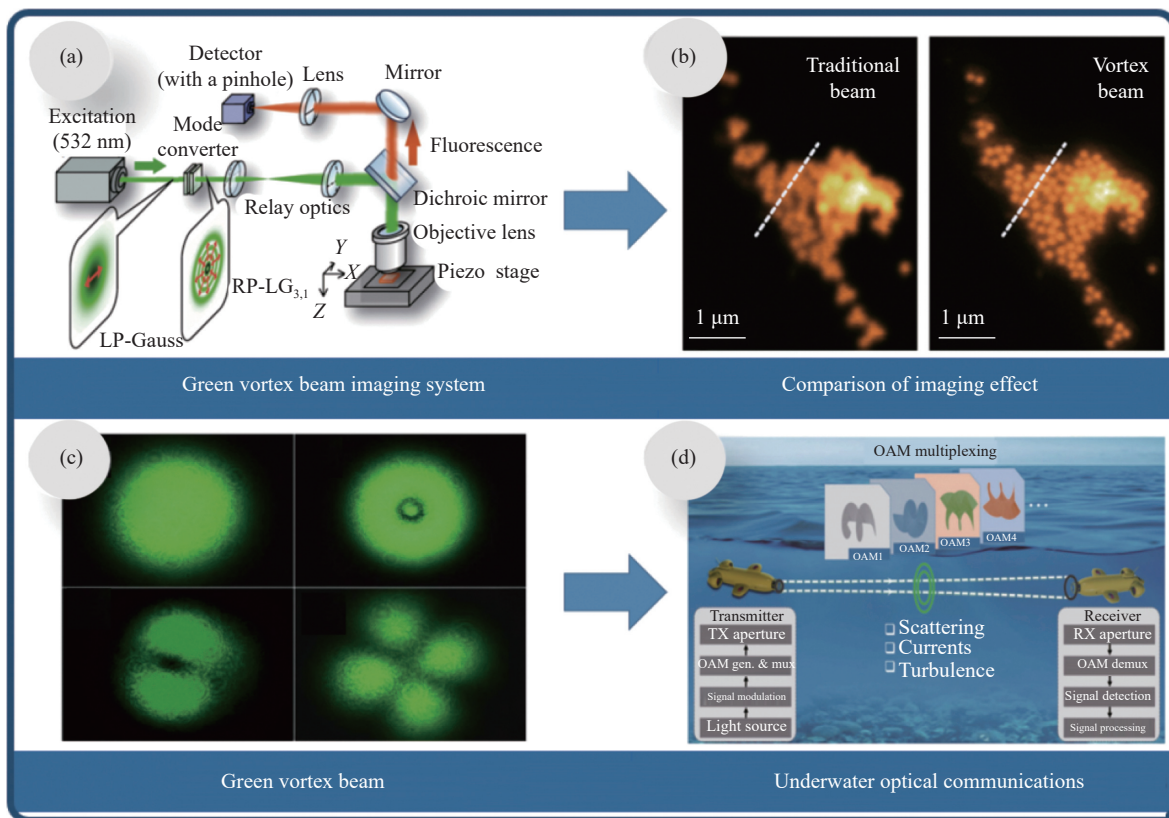 (a)
Detector
(with a pinhole)
Lens
Mirror
Excitation
(532 nm)
Mode
converter
Fluorescence
Relay optics
Dichroic mirror
Objective lens
Y
X
Z
Piezo stage
RP-LG3,1
LP-Gauss
Green vortex beam imaging system
(b)
Traditional
beam
1 μm
Vortex
beam
1 μm
Comparison of imaging effect
(c)
Green vortex beam
(d)
OAM multiplexing
OAM1
OAM2
OAM3
OAM4
...
Transmitter
TX aperture
OAM gen. & mux
Signal modulation
Light source
Scattering
Currents
Turbulence
Receiver
RX aperture
OAM demux
Signal detection
Signal processing
Underwater optical communications